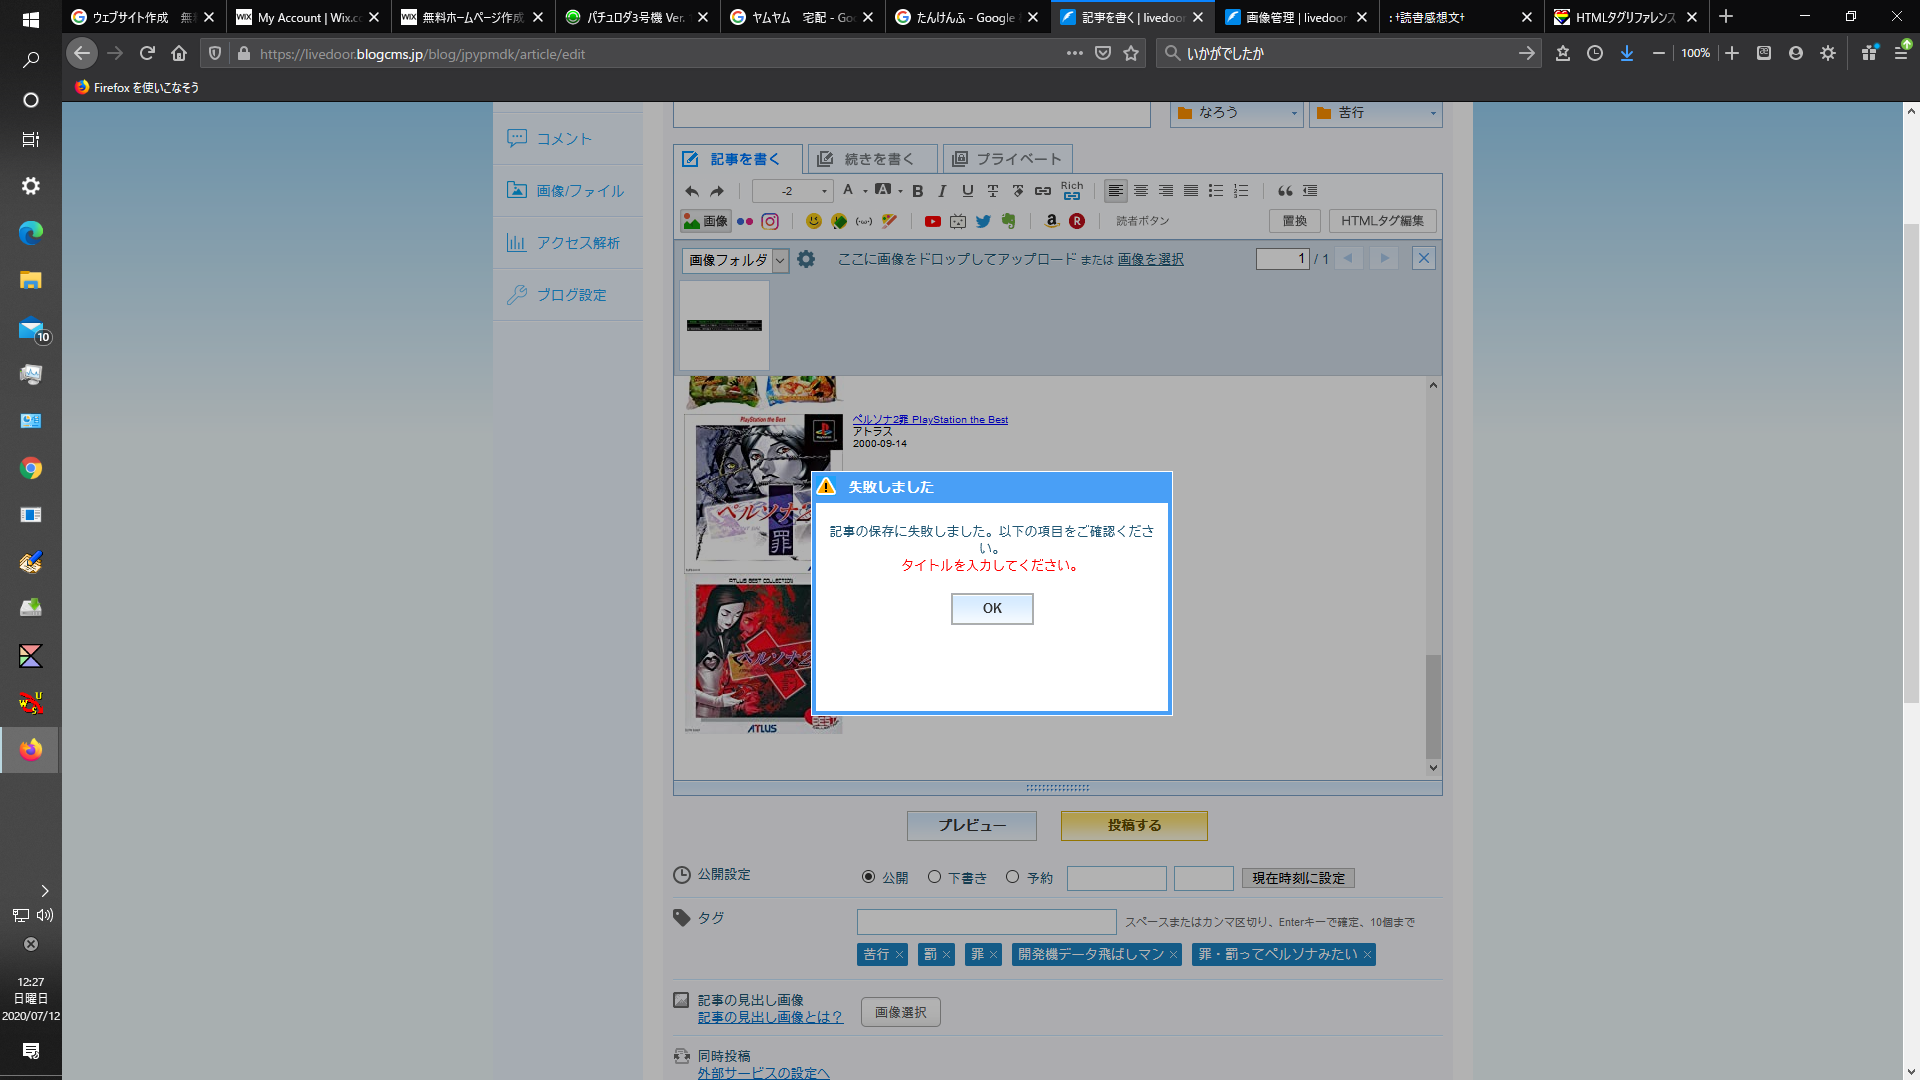 ウェブサイト作成 無
My Account | Wix.c
無料ホームページ作成
パチュロダ3号機 Ver.
ヤムヤム 宅配 - Go
たんけんふ - Google
記事を書く | livedoor
画像管理 | livedoor
: †読書感想文†
HTMLタグリファレンス
https://livedoor.blogcms.jp/blog/jpypmdk/article/edit
いかがでしたか
100%
Firefox を使いこなそう
なろう
苦行
コメント
画像/ファイル
アクセス解析
ブログ設定
記事を書く
続きを書く
プライベート
-2
A
A
B
I
U
T
Rich
画像
a
R
読者ボタン
置換
HTMLタグ編集
画像フォルダ
ここに画像をドロップしてアップロード または 画像を選択
1 / 1
PlayStation the Best
ペルソナ2罪 PlayStation the Best
アトラス
2000-09-14
ペルソナ2
罪
失敗しました
記事の保存に失敗しました。以下の項目をご確認くださ
い。
タイトルを入力してください。
OK
ATLUS BEST COLLECTION
ペルソナ2
BEST
ATLUS
プレビュー
投稿する
公開設定
公開
下書き
予約
現在時刻に設定
タグ
スペースまたはカンマ区切り、Enterキーで確定、10個まで
苦行 ×
罰 ×
罪 ×
開発機データ飛ばしマン ×
罪・罰ってペルソナみたい ×
記事の見出し画像
記事の見出し画像とは？
画像選択
同時投稿
外部サービスの設定へ
10
12:27
日曜日
2020/07/12